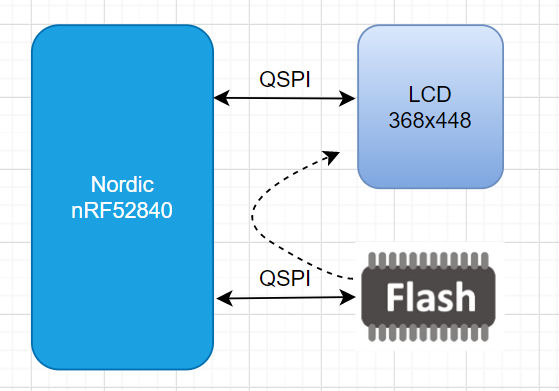 QSPI
LCD
368x448
Nordic
nRF52840
QSPI
Flash